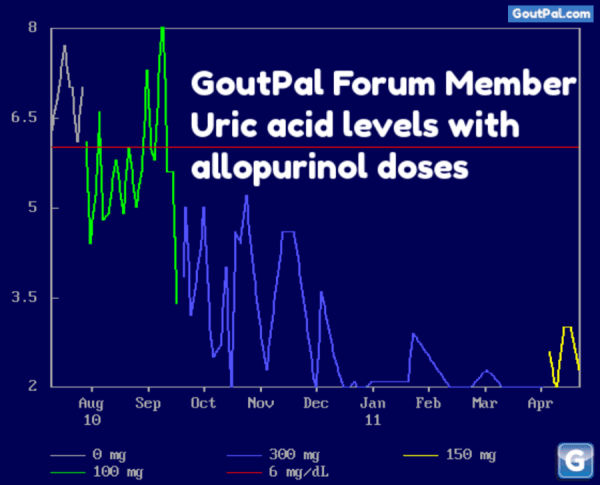 GoutPal.com
GoutPal Forum Member
Uric acid levels with
allopurinol doses
8
6.5
5
3.5
2
Aug Sep Oct Nov Dec Jan Feb Mar Apr
10 11
0 mg 300 mg 150 mg
100 mg 6 mg/dL
G